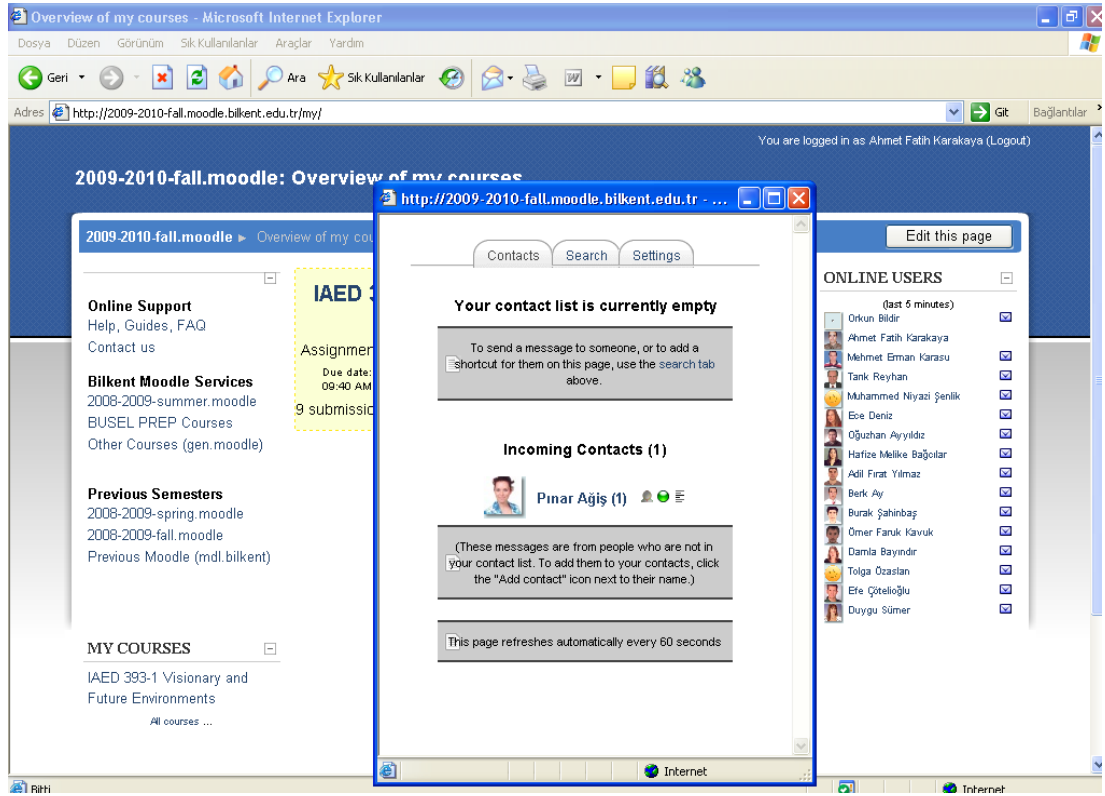 Overview of my courses - Microsoft Internet Explorer
Dosya Düzen Görünüm Sık Kullanılanlar Araçlar Yardım
Geri Ara Sık Kullanılanlar
Adres http://2009-2010-fall.moodle.bilkent.edu.tr/my/ Git Bağlantılar
You are logged in as Ahmet Fatih Karakaya (Logout)
2009-2010-fall.moodle: Overview of my courses
2009-2010-fall.moodle ► Overview of my cou
Edit this page
Online Support
Help, Guides, FAQ
Contact us
Bilkent Moodle Services
2008-2009-summer.moodle
BUSEL PREP Courses
Other Courses (gen.moodle)
Previous Semesters
2008-2009-spring.moodle
2008-2009-fall.moodle
Previous Moodle (mdl.bilkent)
MY COURSES
IAED 393-1 Visionary and
Future Environments
All courses ...
IAED 3
Assignmen
Due date:
09:40 AM
9 submissio
http://2009-2010-fall.moodle.bilkent.edu.tr - ...
Contacts Search Settings
Your contact list is currently empty
To send a message to someone, or to add a
shortcut for them on this page, use the search tab
above.
Incoming Contacts (1)
Pınar Ağiş (1)
(These messages are from people who are not in
your contact list. To add them to your contacts, click
the "Add contact" icon next to their name.)
This page refreshes automatically every 60 seconds
Internet
ONLINE USERS
(last 5 minutes)
Orkun Bildir
Ahmet Fatih Karakaya
Mehmet Erman Karasu
Tarık Reyhan
Muhammed Niyazi Şenlik
Ece Deniz
Oğuzhan Ayyıldız
Hafize Melike Bağcılar
Adil Fırat Yılmaz
Berk Ay
Burak Şahinbaş
Ömer Faruk Kavuk
Damla Bayındır
Tolga Özaslan
Efe Çötelioğlu
Duygu Sümer
Bitti
Internet